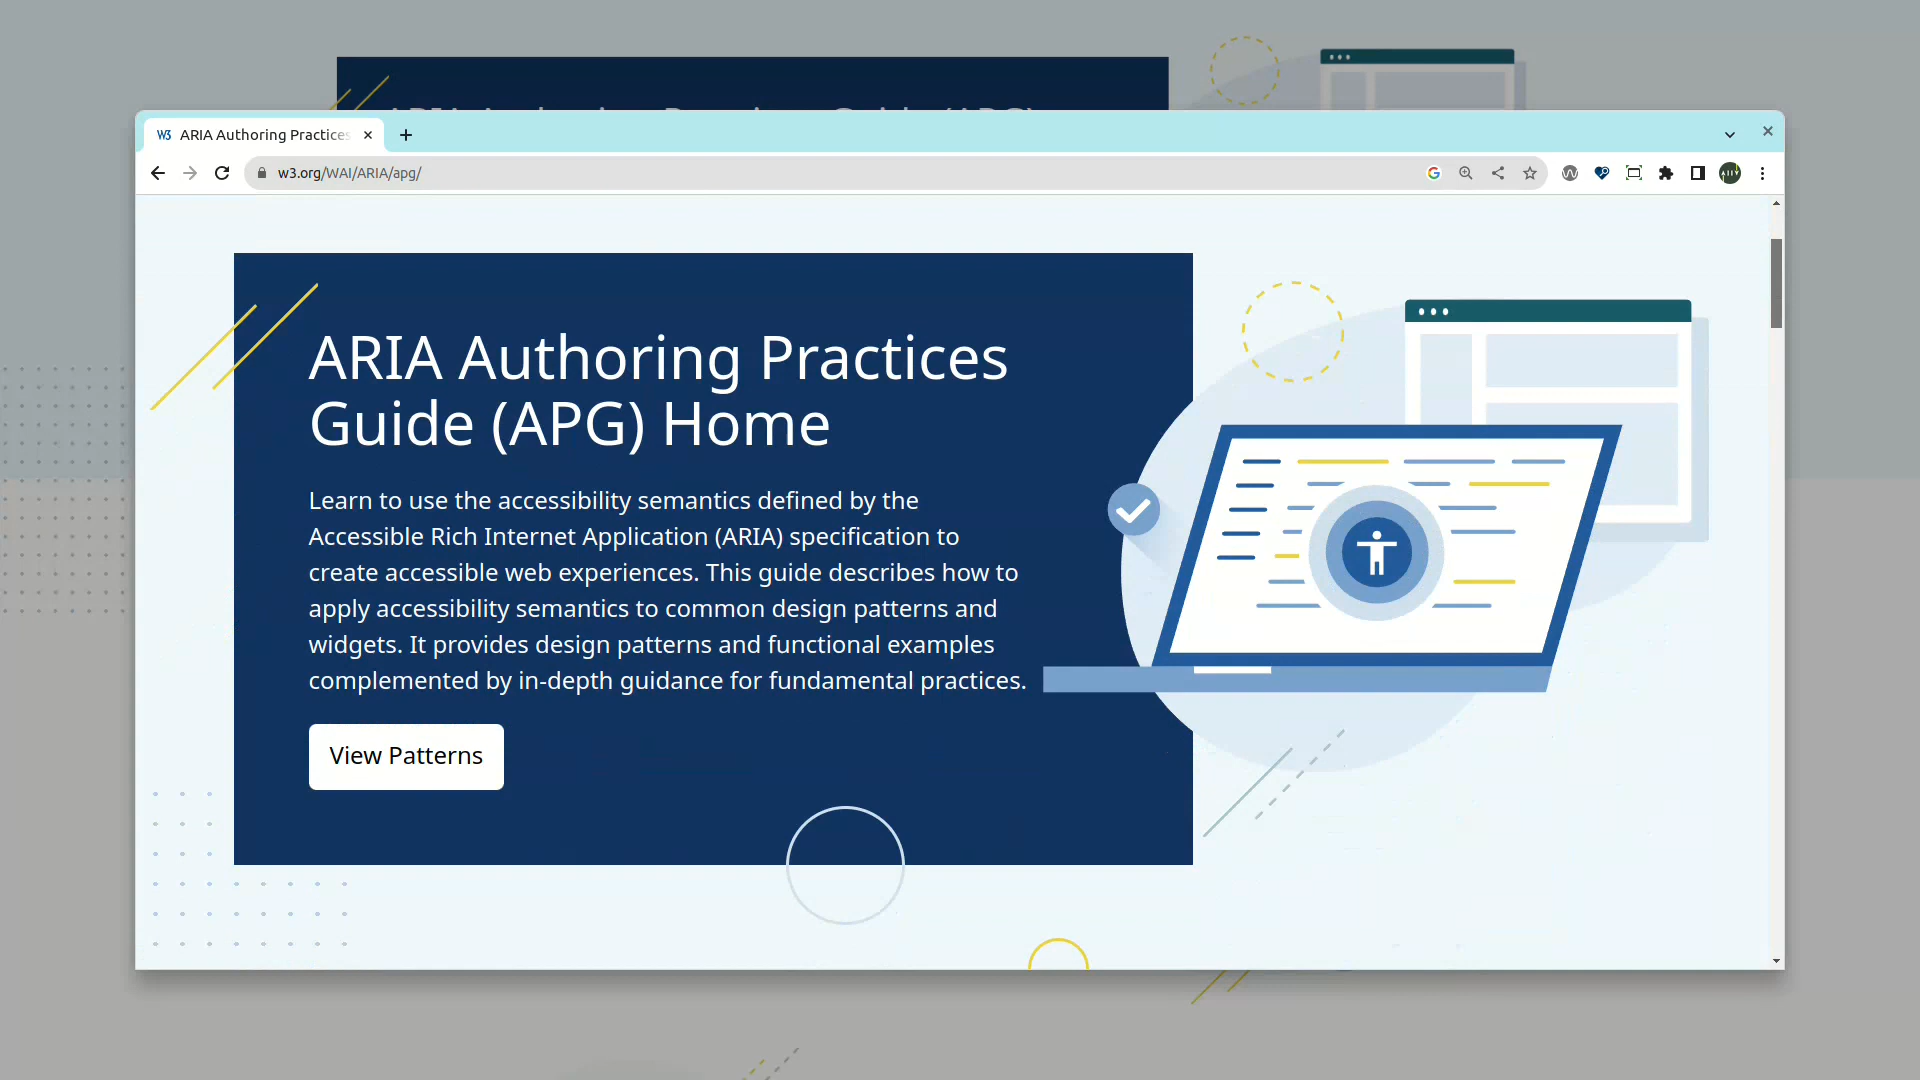 ARIA Authoring Practices
w3.org/WAI/ARIA/apg/
ARIA Authoring Practices
Guide (APG) Home
Learn to use the accessibility semantics defined by the
Accessible Rich Internet Application (ARIA) specification to
create accessible web experiences. This guide describes how to
apply accessibility semantics to common design patterns and
widgets. It provides design patterns and functional examples
complemented by in-depth guidance for fundamental practices.
View Patterns